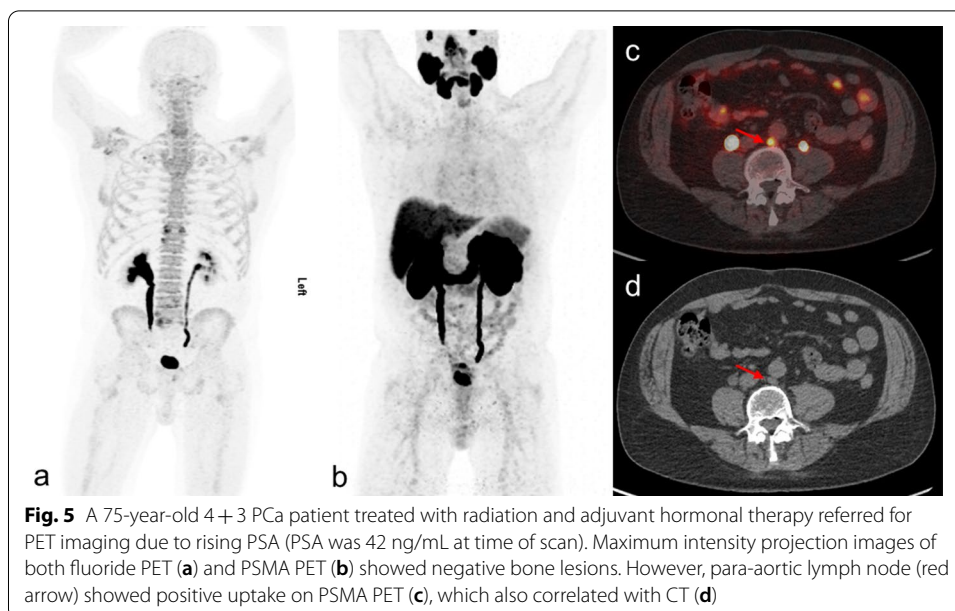 c
Left
a
b
d
Fig. 5 A 75-year-old 4 + 3 PCa patient treated with radiation and adjuvant hormonal therapy referred for
PET imaging due to rising PSA (PSA was 42 ng/mL at time of scan). Maximum intensity projection images of
both fluoride PET (a) and PSMA PET (b) showed negative bone lesions. However, para-aortic lymph node (red
arrow) showed positive uptake on PSMA PET (c), which also correlated with CT (d)